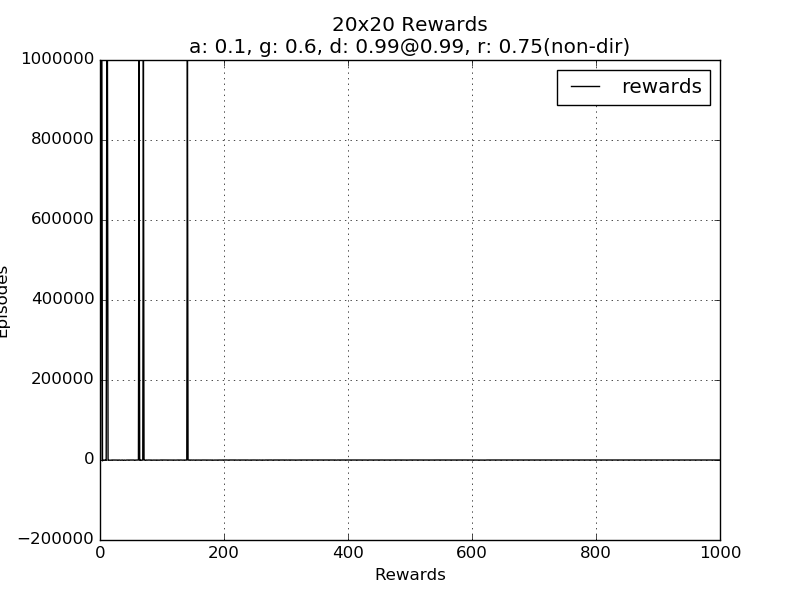 20x20 Rewards
a: 0.1, g: 0.6, d: 0.99@0.99, r: 0.75(non-dir)
rewards
1000000
800000
600000
400000
200000
0
−200000
Episodes
0 200 400 600 800 1000
Rewards